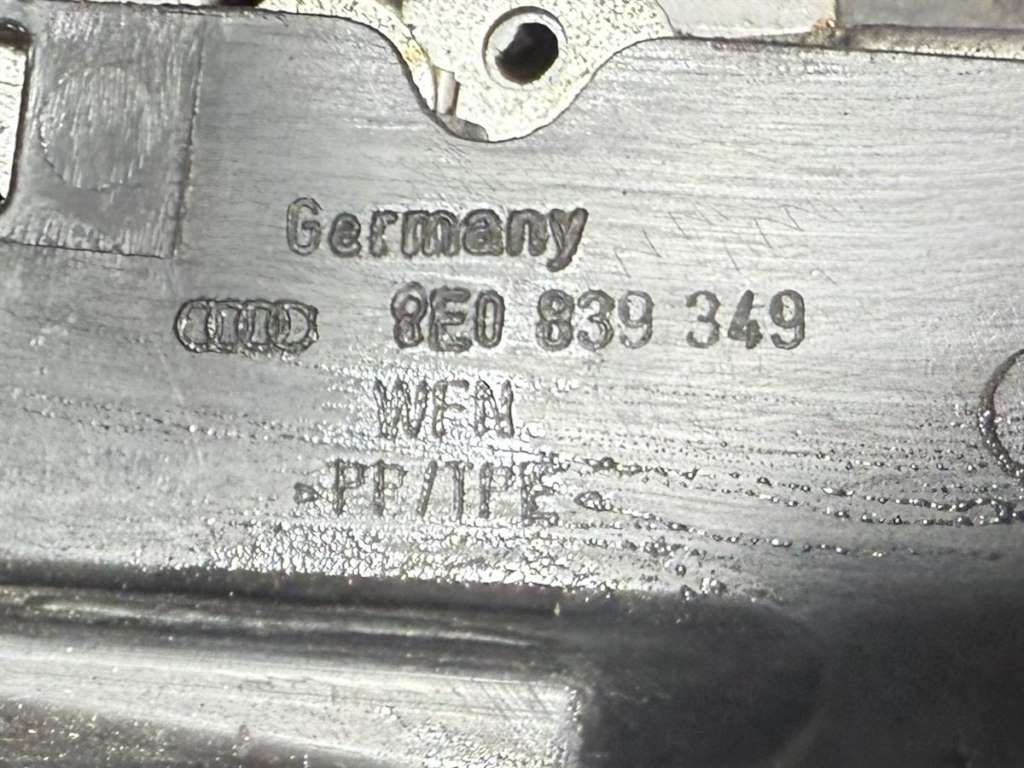 Germany
8E0 839 349
WFN
>PP/TPE<